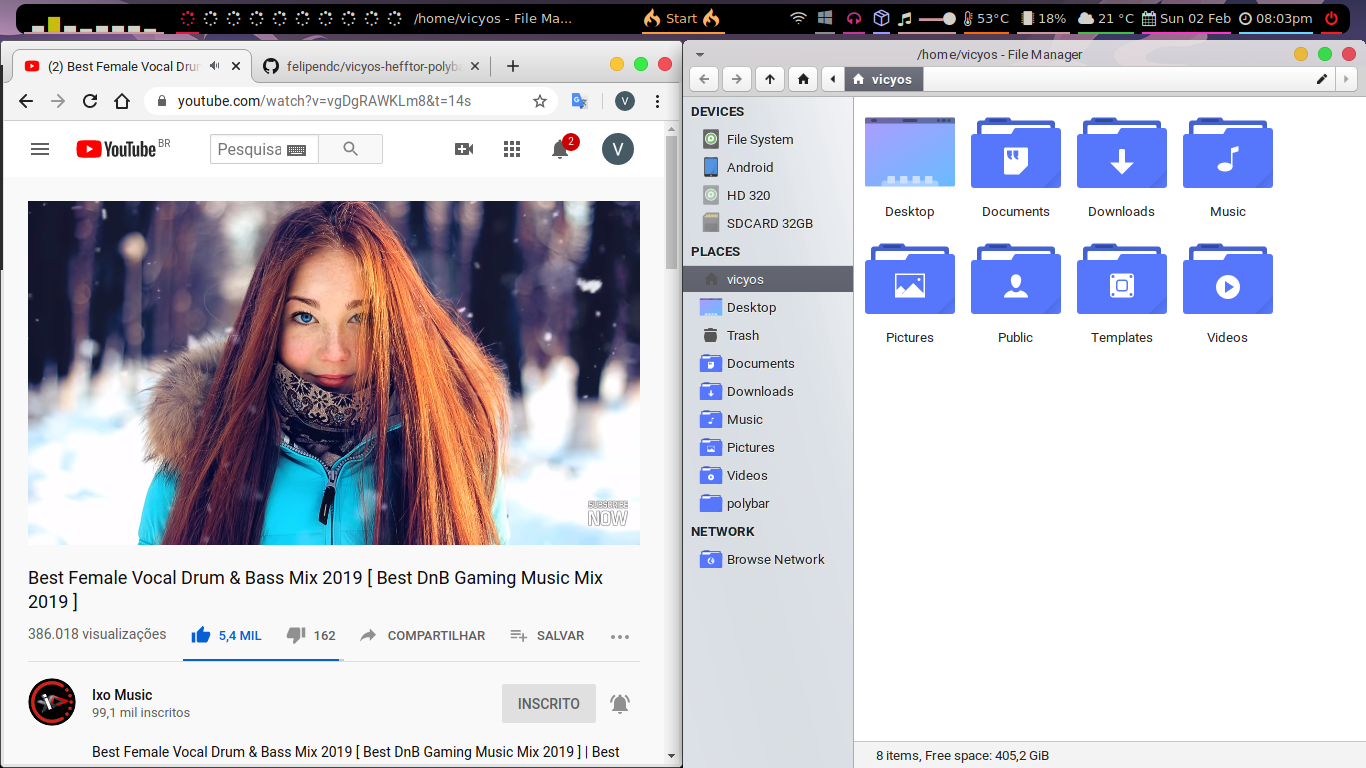 /home/vicyos - File Ma...
Start
53°C
18%
21 °C
Sun 02 Feb
08:03pm
(2) Best Female Vocal Dru
felipendc/vicyos-hefftor-polyba
youtube.com/watch?v=vgDgRAWKLm8&t=14s
V
YouTube BR
Pesquisa
2
V
SUBSCRIBE
NOW
Best Female Vocal Drum & Bass Mix 2019 [ Best DnB Gaming Music Mix
2019 ]
386.018 visualizações
5,4 MIL
162
COMPARTILHAR
SALVAR
Ixo Music
99,1 mil inscritos
INSCRITO
Best Female Vocal Drum & Bass Mix 2019 [ Best DnB Gaming Music Mix 2019 ] | Best
/home/vicyos - File Manager
vicyos
DEVICES
File System
Android
HD 320
SDCARD 32GB
PLACES
vicyos
Desktop
Trash
Documents
Downloads
Music
Pictures
Videos
polybar
NETWORK
Browse Network
Desktop
Documents
Downloads
Music
Pictures
Public
Templates
Videos
8 items, Free space: 405,2 GiB